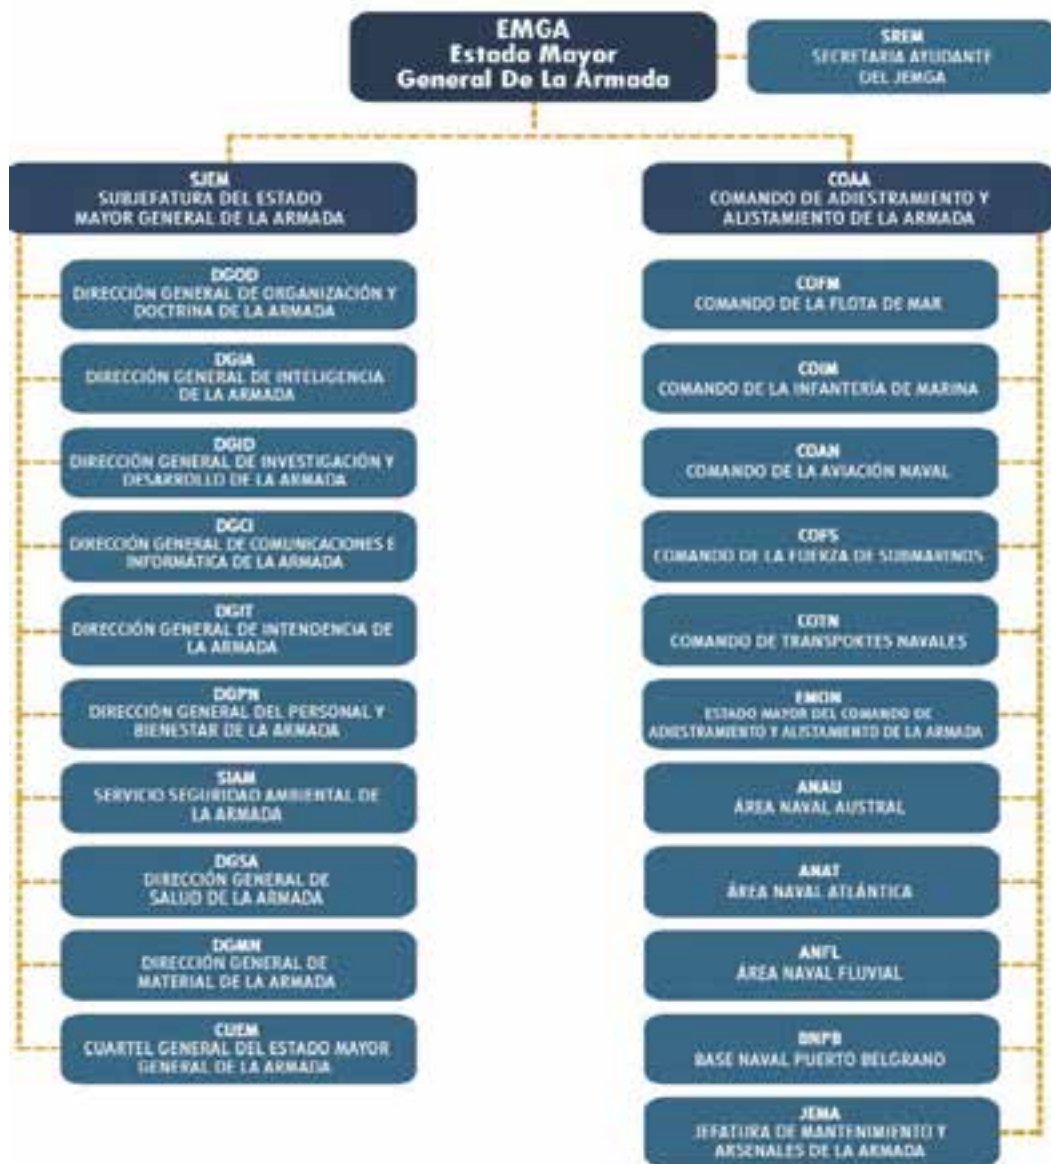 EMGA
Estado Mayor
General De La Armada
SREM
SECRETARIA AYUDANTE
DEL JEMGA
SJEM
SUBJEFATURA DEL ESTADO
MAYOR GENERAL DE LA ARMADA
DGOD
DIRECCIÓN GENERAL DE ORGANIZACIÓN Y
DOCTRINA DE LA ARMADA
DGIA
DIRECCIÓN GENERAL DE INTELIGENCIA
DE LA ARMADA
DGID
DIRECCIÓN GENERAL DE INVESTIGACIÓN Y
DESARROLLO DE LA ARMADA
DGCI
DIRECCIÓN GENERAL DE COMUNICACIONES E
INFORMÁTICA DE LA ARMADA
DGIT
DIRECCIÓN GENERAL DE INTENDENCIA DE
LA ARMADA
DGPN
DIRECCIÓN GENERAL DEL PERSONAL Y
BIENESTAR DE LA ARMADA
SIAM
SERVICIO SEGURIDAD AMBIENTAL DE
LA ARMADA
DGSA
DIRECCIÓN GENERAL DE
SALUD DE LA ARMADA
DGMN
DIRECCIÓN GENERAL DE
MATERIAL DE LA ARMADA
CUEM
CUARTEL GENERAL DEL ESTADO MAYOR
GENERAL DE LA ARMADA
COAA
COMANDO DE ADIESTRAMIENTO Y
ALISTAMIENTO DE LA ARMADA
COFM
COMANDO DE LA FLOTA DE MAR
COIM
COMANDO DE LA INFANTERÍA DE MARINA
COAN
COMANDO DE LA AVIACIÓN NAVAL
COFS
COMANDO DE LA FUERZA DE SUBMARINOS
COTN
COMANDO DE TRANSPORTES NAVALES
EMON
ESTADO MAYOR DEL COMANDO DE
ADIESTRAMIENTO Y ALISTAMIENTO DE LA ARMADA
ANAU
ÁREA NAVAL AUSTRAL
ANAT
ÁREA NAVAL ATLÁNTICA
ANFL
ÁREA NAVAL FLUVIAL
BNPB
BASE NAVAL PUERTO BELGRANO
JEMA
JEFATURA DE MANTENIMIENTO Y
ARSENALES DE LA ARMADA